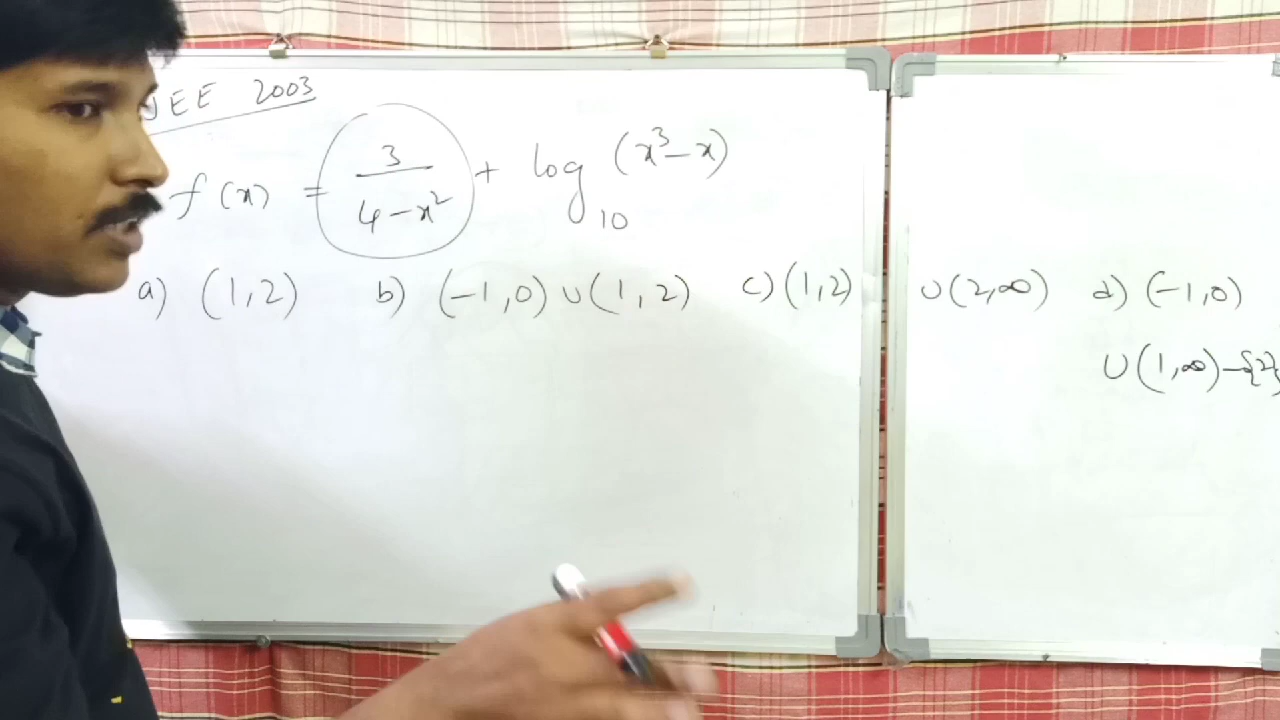 JEE 2003
f(x) = 3/(4-x²) + log₁₀ (x³-x)
a) (1,2) b) (-1,0) ∪ (1,2) c) (1,2) ∪ (2,∞) d) (-1,0)
∪ (1,∞) - {2}